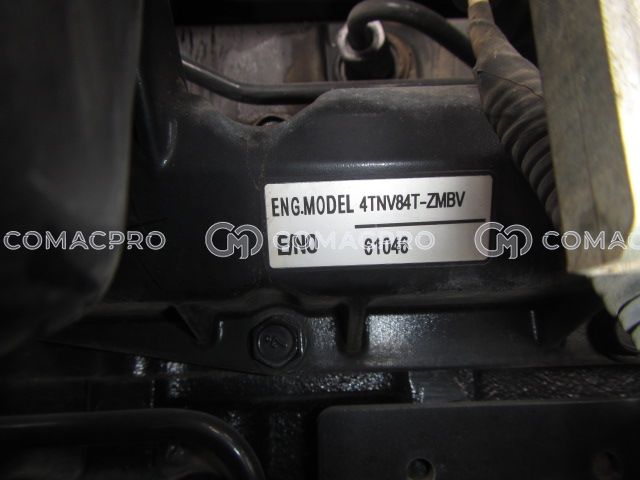 ENG.MODEL 4TNV84T-ZMBV
E/NO 61046
COMACPRO COMACPRO COMACPRO